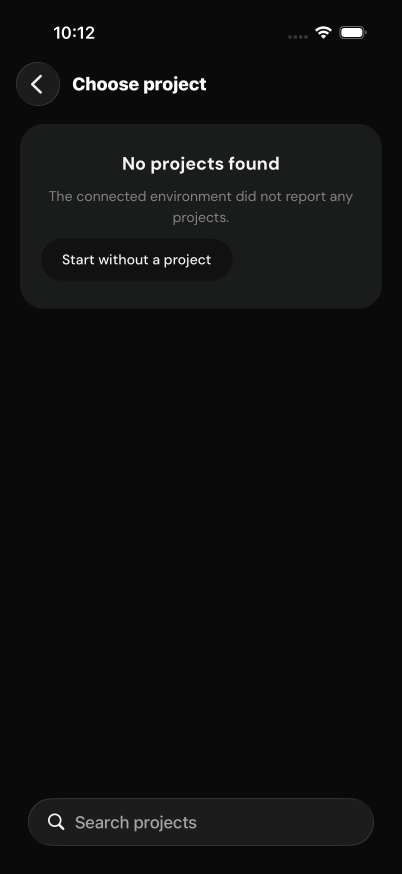 10:12
Choose project
No projects found
The connected environment did not report any
projects.
Start without a project
Search projects